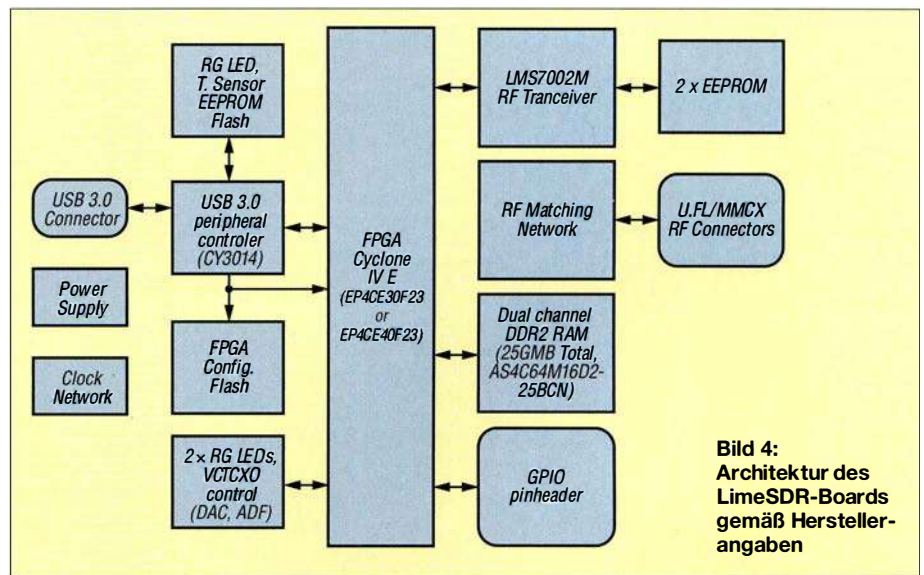 RG LED,
T. Sensor
EEPROM
Flash
USB 3.0
Connector
USB 3.0
peripheral
controler
(CY3014)
Power
Supply
Clock
Network
FPGA
Config.
Flash
2 × RG LEDs,
VCTCXO
control
(DAC, ADF)
FPGA
Cyclone
IV E
(EP4CE30F23
or
EP4CE40F23)
LMS7002M
RF Tranceiver
2 x EEPROM
RF Matching
Network
U.FL/MMCX
RF Connectors
Dual channel
DDR2 RAM
(25GMB Total,
AS4C64M16D2-
25BCN)
GPIO
pinheader
Bild 4:
Architektur des
LimeSDR-Boards
gemäß Hersteller-
angaben